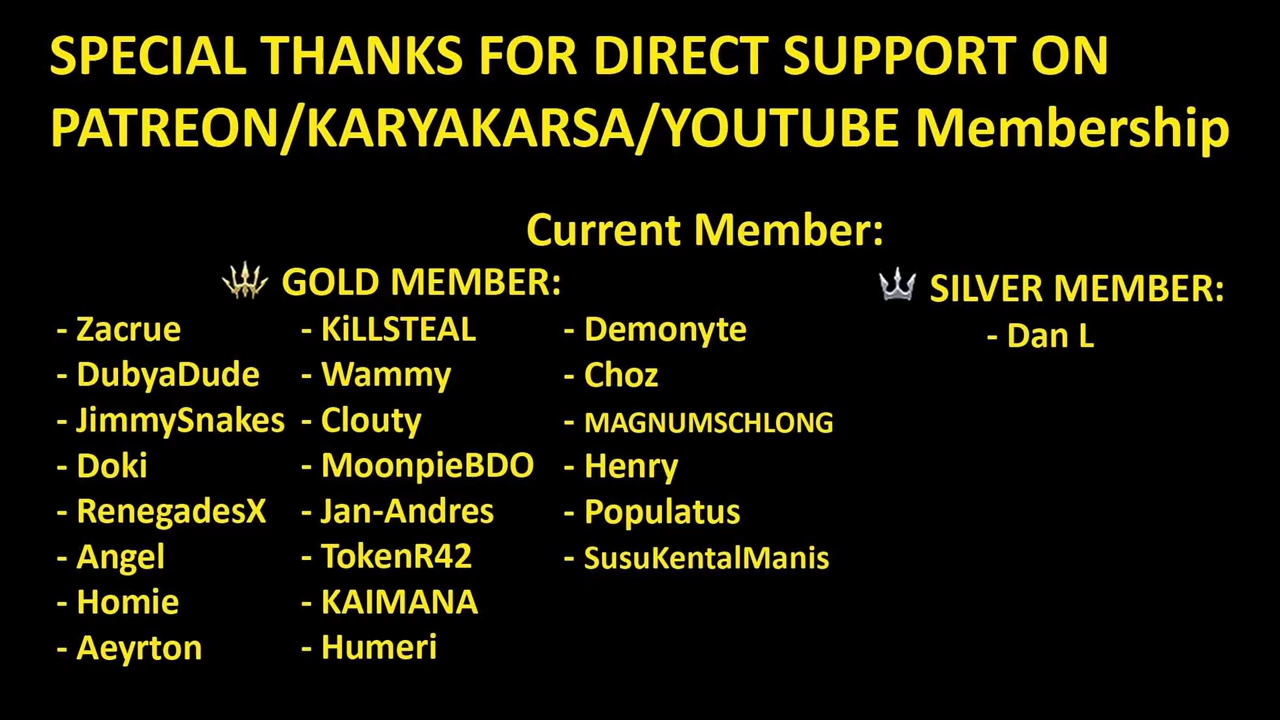 SPECIAL THANKS FOR DIRECT SUPPORT ON
PATREON/KARYAKARSA/YOUTUBE Membership
Current Member:
GOLD MEMBER:
- Zacrue
- DubyaDude
- JimmySnakes
- Doki
- RenegadesX
- Angel
- Homie
- Aeyrton
- KiLLSTEAL
- Wammy
- Clouty
- MoonpieBDO
- Jan-Andres
- TokenR42
- KAIMANA
- Humeri
- Demonyte
- Choz
- MAGNUMSCHLONG
- Henry
- Populatus
- SusuKentalManis
SILVER MEMBER:
- Dan L